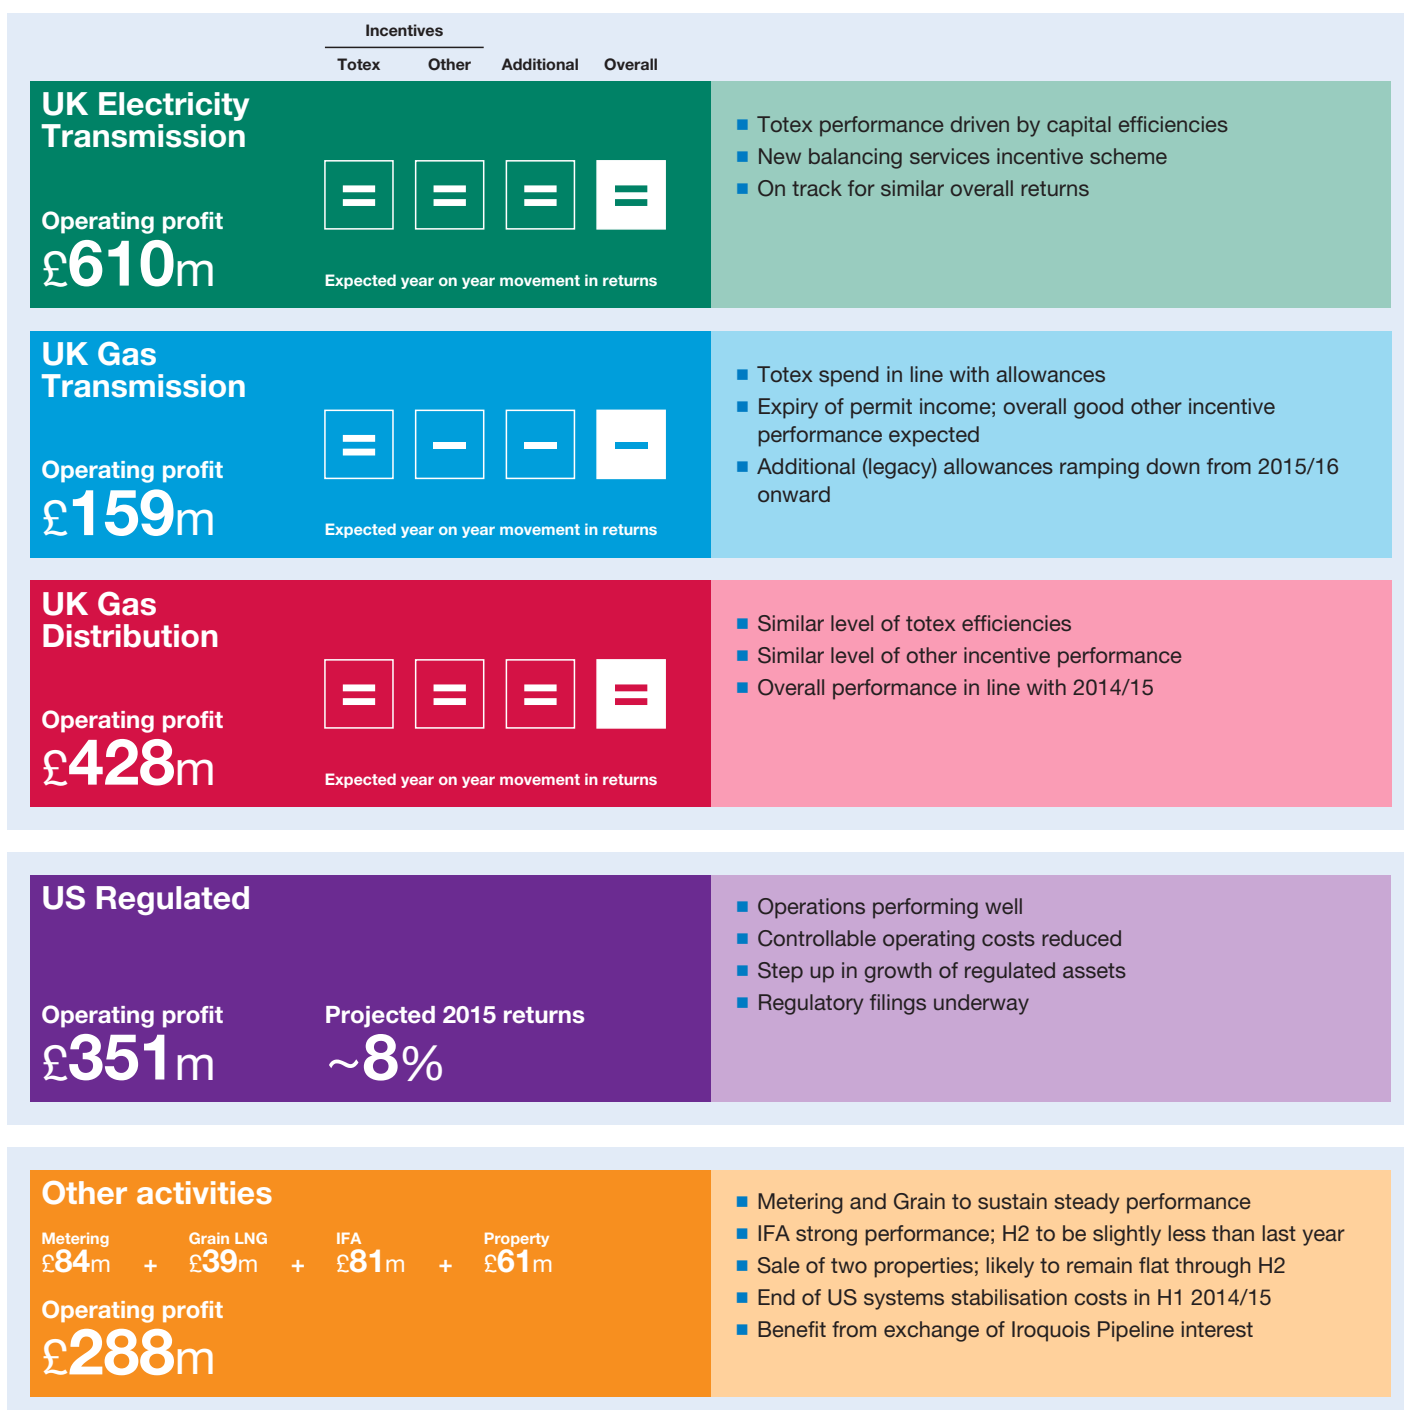 Incentives
Totex Other Additional Overall
UK Electricity
Transmission
= = = =
Operating profit
£610m
Expected year on year movement in returns
Totex performance driven by capital efficiencies
New balancing services incentive scheme
On track for similar overall returns
UK Gas
Transmission
= – – –
Operating profit
£159m
Expected year on year movement in returns
Totex spend in line with allowances
Expiry of permit income; overall good other incentive
performance expected
Additional (legacy) allowances ramping down from 2015/16
onward
UK Gas
Distribution
= = = =
Operating profit
£428m
Expected year on year movement in returns
Similar level of totex efficiencies
Similar level of other incentive performance
Overall performance in line with 2014/15
US Regulated
Operating profit
£351m
Projected 2015 returns
~8%
Operations performing well
Controllable operating costs reduced
Step up in growth of regulated assets
Regulatory filings underway
Other activities
Metering Grain LNG IFA Property
£84m + £39m + £81m + £61m
Operating profit
£288m
Metering and Grain to sustain steady performance
IFA strong performance; H2 to be slightly less than last year
Sale of two properties; likely to remain flat through H2
End of US systems stabilisation costs in H1 2014/15
Benefit from exchange of Iroquois Pipeline interest